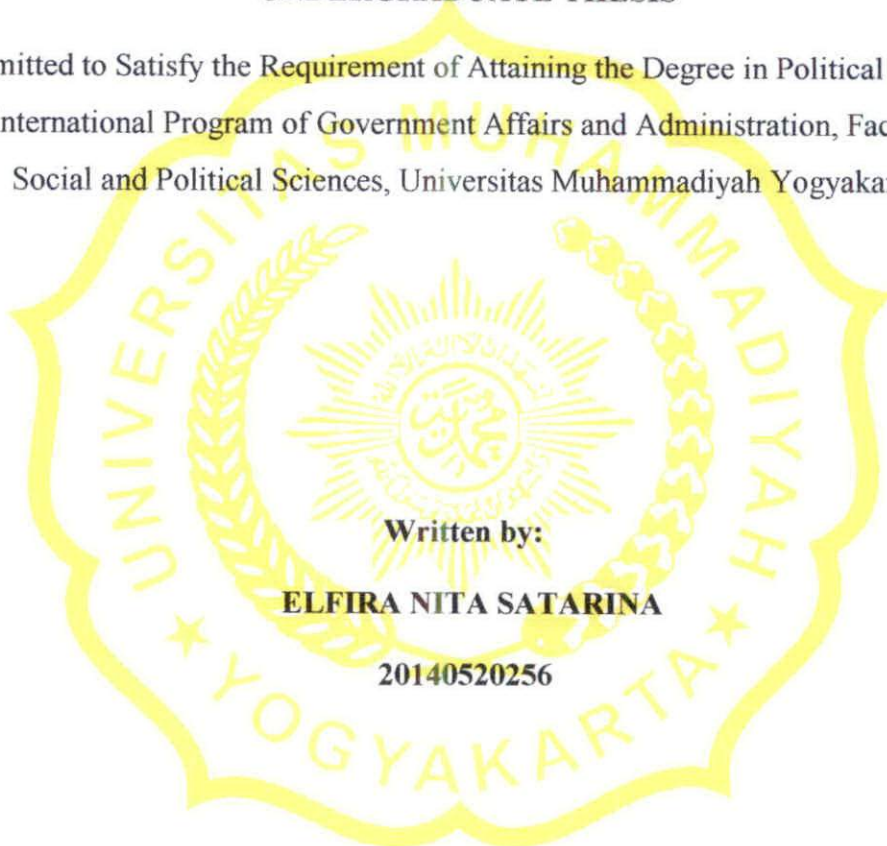 mitted to Satisfy the Requirement of Attaining the Degree in Political
nternational Program of Government Affairs and Administration, Fac
Social and Political Sciences, Universitas Muhammadiyah Yogyaka
UNIVERSITAS MUHAMMADIYAH
Written by:
ELFIRA NITA SATARINA
20140520256
YOGYAKARTA